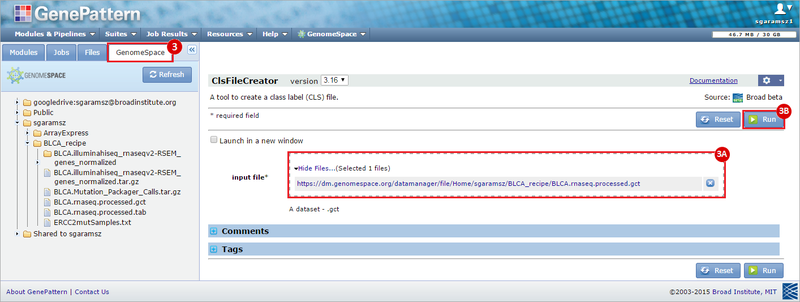 GenePattern
sgaramsz1
Modules & Pipelines Suites Job Results Resources Help GenomeSpace
46.7 MB / 30 GB
3
Modules Jobs Files GenomeSpace «
GENOMESPACE Refresh
googledrive:sgaramsz@broadinstitute.org
Public
sgaramsz
ArrayExpress
BLCA_recipe
BLCA.illuminahiseq_rnaseqv2-RSEM_
genes_normalized
BLCA.illuminahiseq_rnaseqv2-RSEM_
genes_normalized.tar.gz
BLCA.Mutation_Packager_Calls.tar.gz
BLCA.rnaseq.processed.gct
BLCA.rnaseq.processed.tab
ERCC2mutSamples.txt
Shared to sgaramsz
ClsFileCreator version 3.16 Documentation
A tool to create a class label (CLS) file. Source: Broad beta
* required field
3B
Reset Run
Launch in a new window
3A
Hide Files...(Selected 1 files)
input file*
https://dm.genomespace.org/datamanager/file/Home/sgaramsz/BLCA_recipe/BLCA.rnaseq.processed.gct
A dataset - .gct
Comments
Tags
Reset Run
About GenePattern | Contact Us
©2003-2015 Broad Institute, MIT